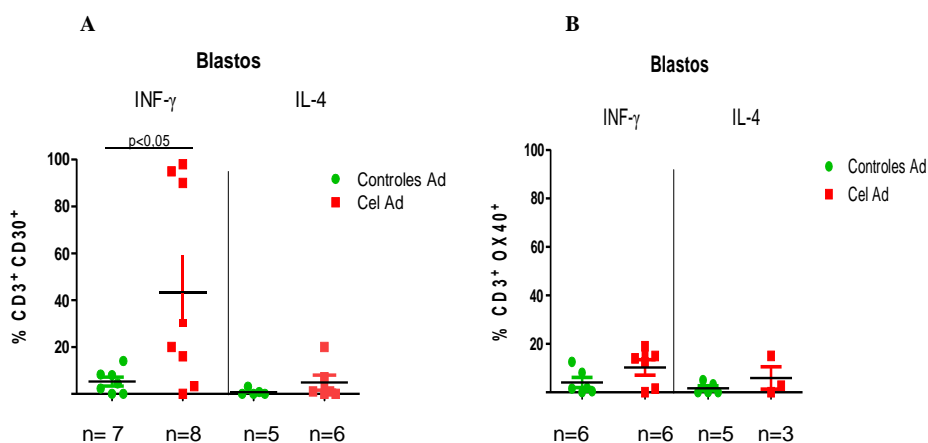 A
Blastos
INF-γ IL-4
p<0,05
% CD3⁺ CD30⁺
100
80
60
40
20
Controles Ad
Cel Ad
n= 7 n=8 n=5 n=6
B
Blastos
INF-γ IL-4
% CD3⁺ OX40⁺
100
80
60
40
20
Controles Ad
Cel Ad
n=6 n=6 n=5 n=3